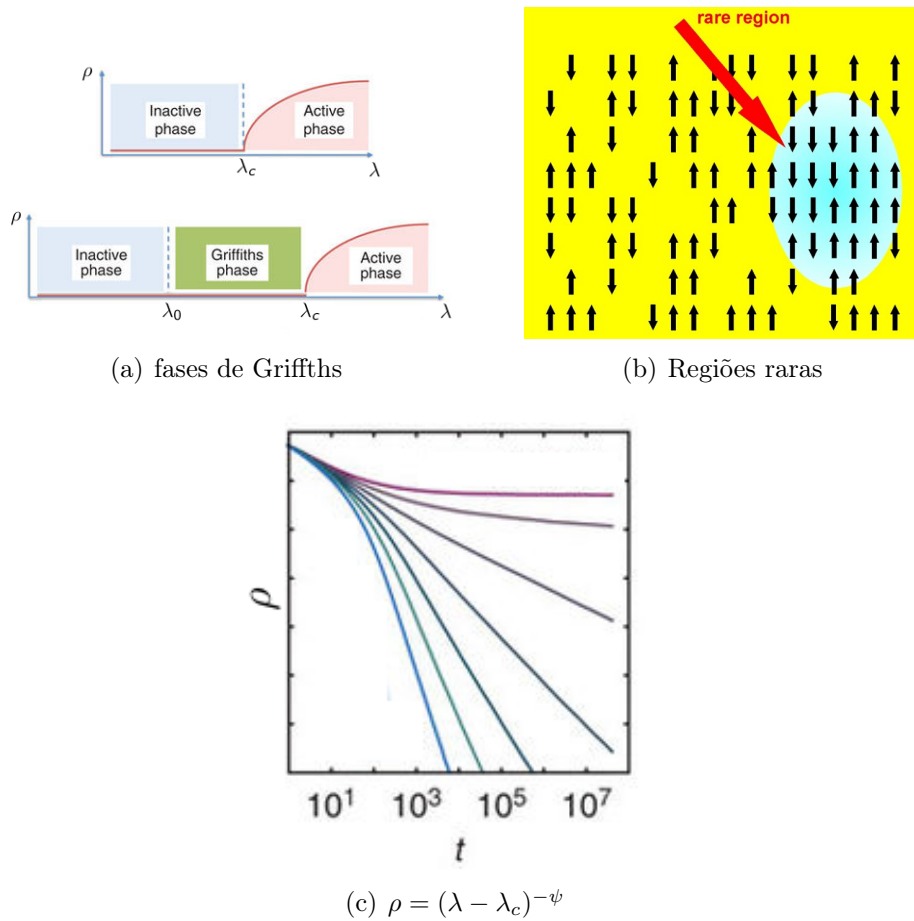 ρ
Inactive
phase
Active
phase
λc
λ
ρ
Inactive
phase
Griffiths
phase
Active
phase
λ0
λc
λ
rare region
(a) fases de Griffths
(b) Regiões raras
ρ
10¹ 10³ 10⁵ 10⁷
t
(c) ρ = (λ − λc)^−ψ